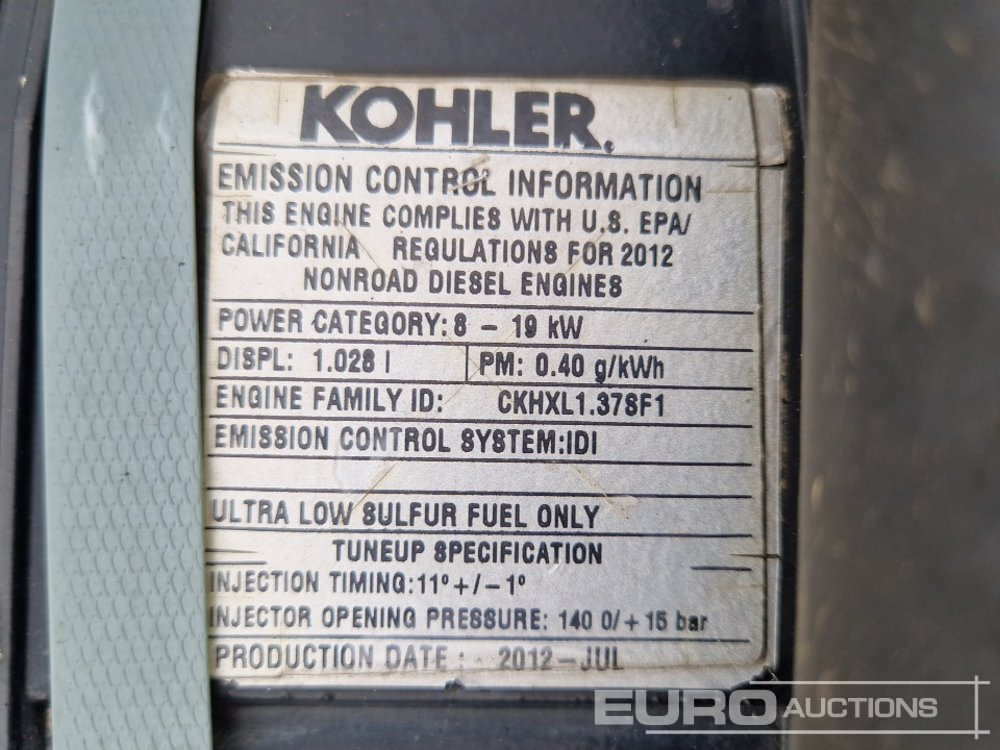 KOHLER.
EMISSION CONTROL INFORMATION
THIS ENGINE COMPLIES WITH U.S. EPA/
CALIFORNIA REGULATIONS FOR 2012
NONROAD DIESEL ENGINES
POWER CATEGORY: 8 – 19 kW
DISPL: 1.028 l PM: 0.40 g/kWh
ENGINE FAMILY ID: CKHXL1.37SF1
EMISSION CONTROL SYSTEM:IDI
ULTRA LOW SULFUR FUEL ONLY
TUNEUP SPECIFICATION
INJECTION TIMING:11° +/–1°
INJECTOR OPENING PRESSURE: 140 0/+15 bar
PRODUCTION DATE : 2012–JUL
EURO AUCTIONS